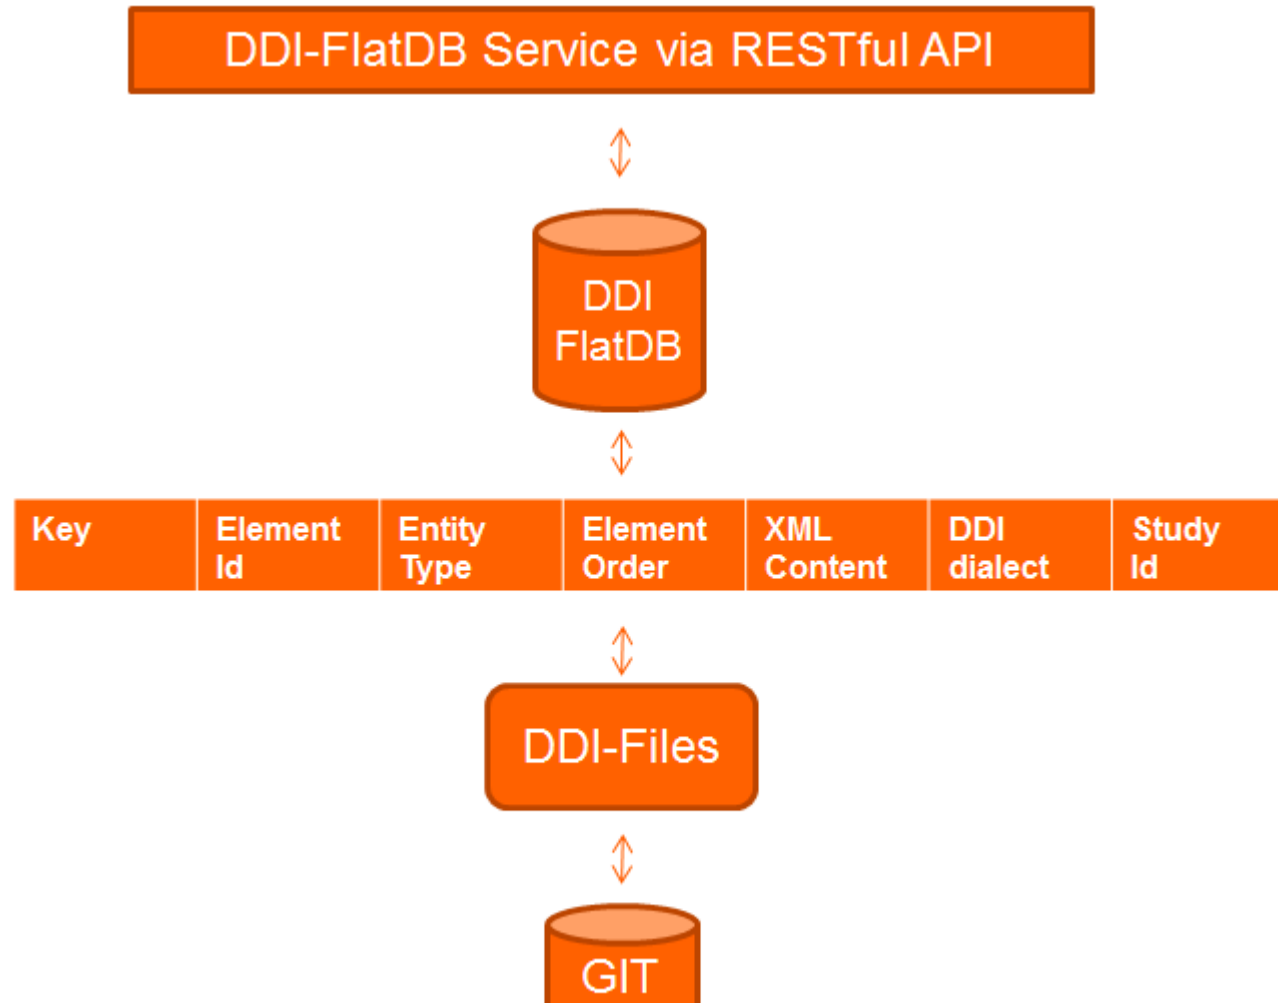 DDI-FlatDB Service via RESTful API
DDI
FlatDB
Key
Element
Id
Entity
Type
Element
Order
XML
Content
DDI
dialect
Study
Id
DDI-Files
GIT